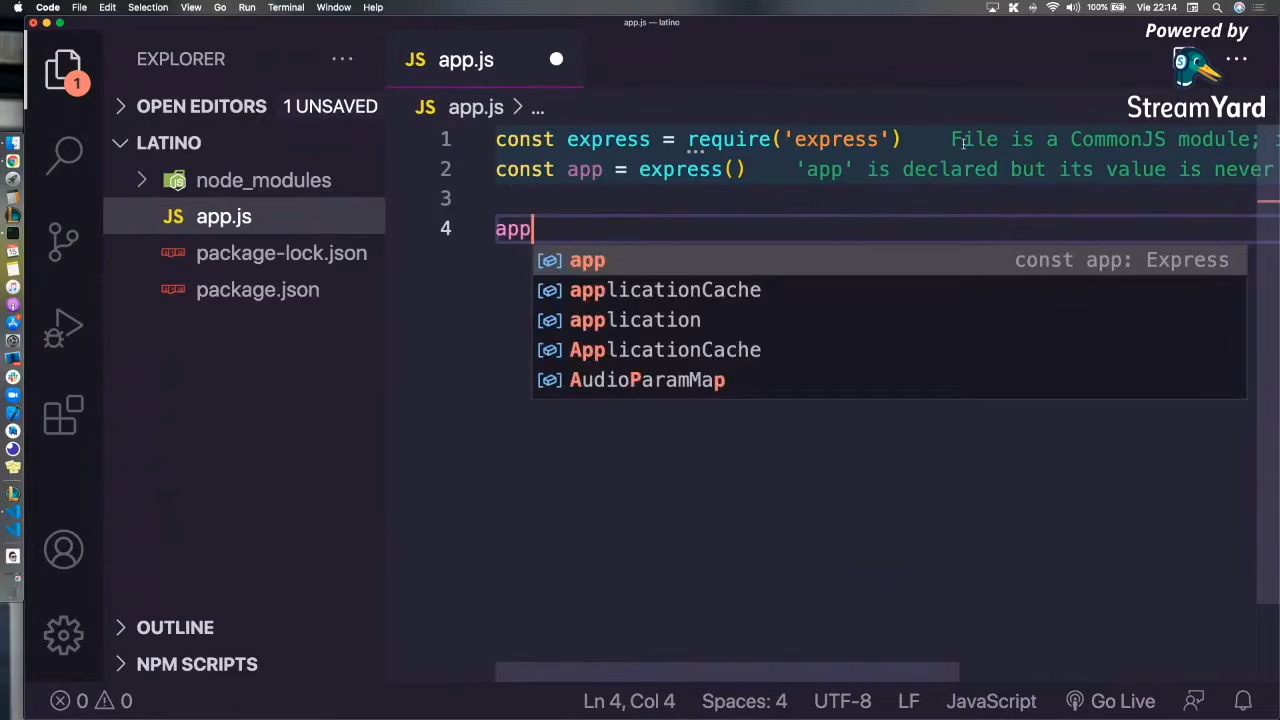 Code File Edit Selection View Go Run Terminal Window Help 100% Vie 22:14
app.js — latino
Powered by
StreamYard
EXPLORER
OPEN EDITORS 1 UNSAVED
LATINO
node_modules
JS app.js
package-lock.json
package.json
OUTLINE
NPM SCRIPTS
1
JS app.js
JS app.js > ...
1 const express = require('express') File is a CommonJS module;
2 const app = express() 'app' is declared but its value is never
3
4 app
app const app: Express
applicationCache
application
ApplicationCache
AudioParamMap
0 0
Ln 4, Col 4 Spaces: 4 UTF-8 LF JavaScript Go Live